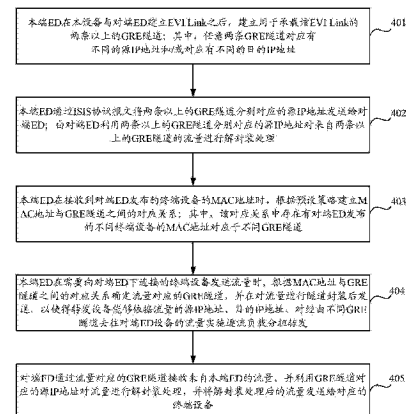 本端ED在本设备与对端ED建立EVI Link之后，建立用于承载该EVI Link的
两条以上的GRE隧道；其中，任意两条GRE隧道对应有
不同的源IP地址和/或对应有不同的目的IP地址
401
本端ED通过ISIS协议报文将两条以上的GRE隧道分别对应的源IP地址发送给对
端ED；由对端ED利用两条以上的GRE隧道分别对应的源IP地址对来自两条以
上的GRE隧道的流量进行解封装处理
402
本端ED在接收到对端ED发布的终端设备的MAC地址时，根据预设策略建立M
AC地址与GRE隧道之间的对应关系；其中，该对应关系中存在有对端ED发布
的不同终端设备的MAC地址对应于不同GRE隧道
403
本端ED在需要向对端ED下连接的终端设备发送流量时，根据MAC地址与GRE
隧道之间的对应关系确定流量对应的GRE隧道，并在对流量进行隧道封装后发
送，以使得转发设备能够依据流量的源IP地址、目的IP地址，对经由不同GRE
隧道去往对端ED设备的流量实施逐流负载分担转发
404
对端ED通过流量对应的GRE隧道接收来自本端ED的流量，并利用GRE隧道对
应的源IP地址对流量进行解封装处理，并将解封装处理后的流量发送给对应的
终端设备
405